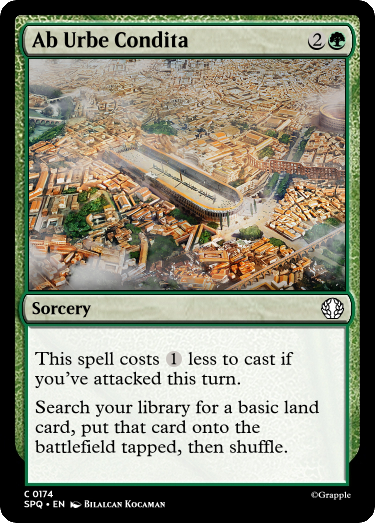 Ab Urbe Condita 2
Sorcery
This spell costs 1 less to cast if
you've attacked this turn.
Search your library for a basic land
card, put that card onto the
battlefield tapped, then shuffle.
C 0174
SPQ • EN Bilalcan Kocaman
©Grapple